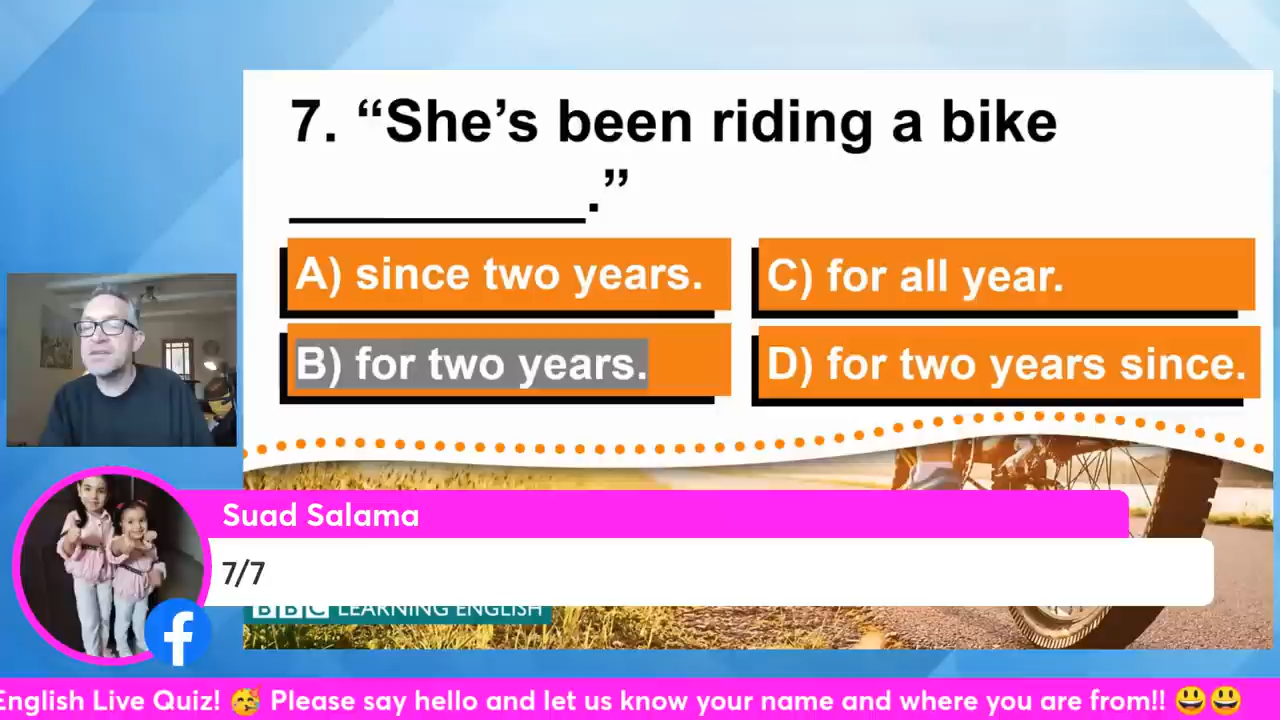 7. “She’s been riding a bike
__________.”
A) since two years.
C) for all year.
B) for two years.
D) for two years since.
Suad Salama
7/7
BBC LEARNING ENGLISH
English Live Quiz! 🥳 Please say hello and let us know your name and where you are from!! 😃😃